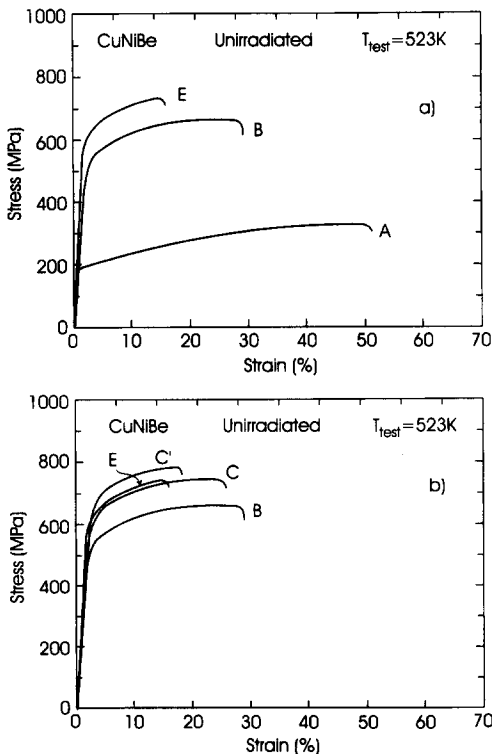 1000
CuNiBe Unirradiated T_test=523K
800
E
a)
B
600
Stress (MPa)
400
A
200
0
0 10 20 30 40 50 60 70
Strain (%)
1000
CuNiBe Unirradiated T_test=523K
E C'
b)
800
C
B
600
Stress (MPa)
400
200
0
0 10 20 30 40 50 60 70
Strain (%)